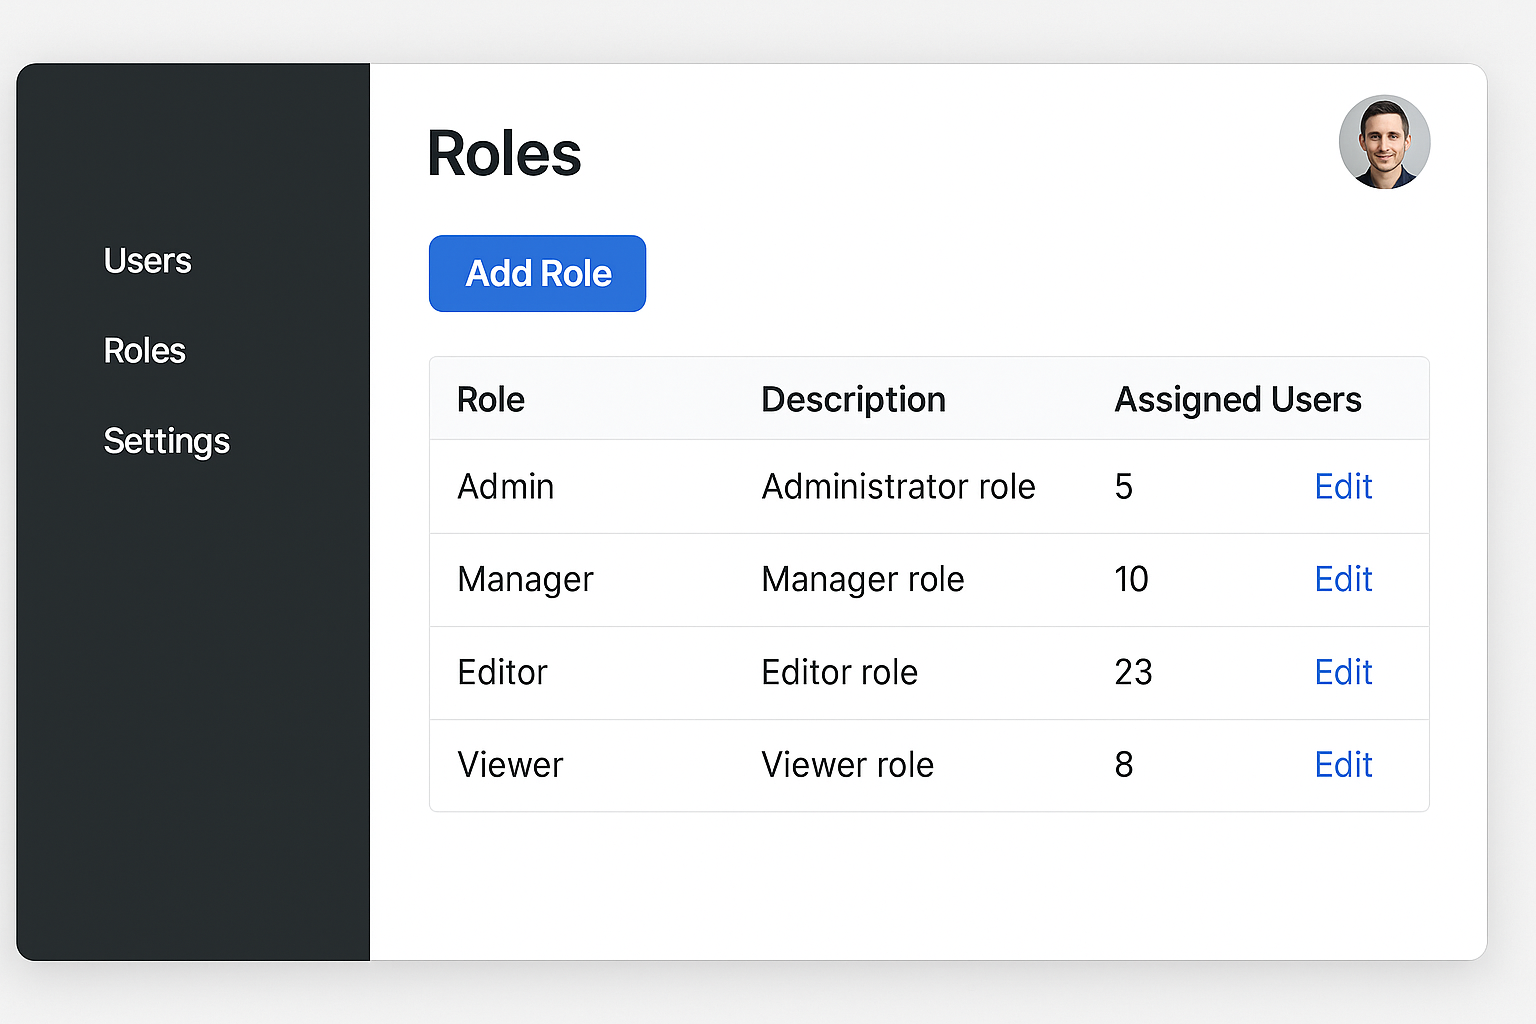 Users
Roles
Settings
Roles
Add Role
Role Description Assigned Users
Admin Administrator role 5 Edit
Manager Manager role 10 Edit
Editor Editor role 23 Edit
Viewer Viewer role 8 Edit